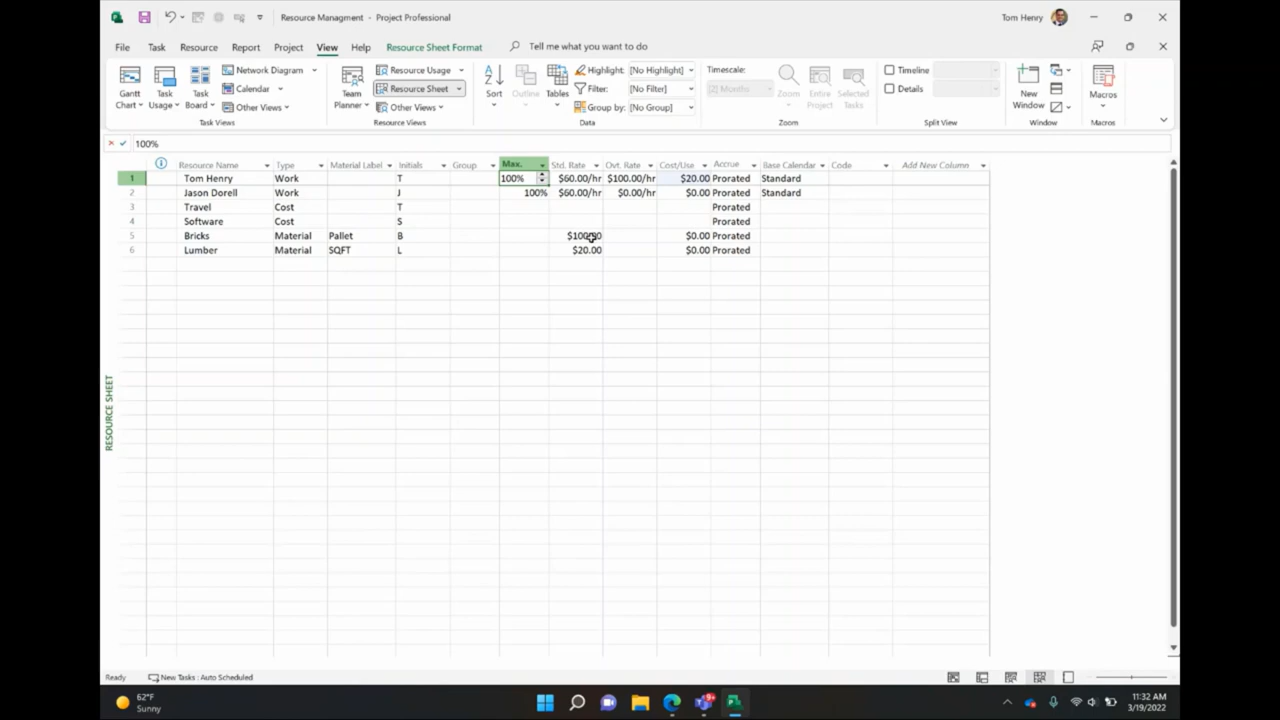 Resource Managment - Project Professional
Tom Henry
File Task Resource Report Project View Help Resource Sheet Format Tell me what you want to do
Gantt Chart
Task Usage
Task Board
Network Diagram
Calendar
Other Views
Task Views
Team Planner
Resource Usage
Resource Sheet
Other Views
Resource Views
Sort
Outline
Tables
Highlight: [No Highlight]
Filter: [No Filter]
Group by: [No Group]
Data
Timescale:
Months
Zoom
Entire Project
Selected Tasks
Zoom
Timeline
Details
Split View
New Window
Window
Macros
Macros
100%
Resource Name Type Material Label Initials Group Max. Std. Rate Ovt. Rate Cost/Use Accrue Base Calendar Code Add New Column
1 Tom Henry Work T 100% $60.00/hr $100.00/hr $20.00 Prorated Standard
2 Jason Dorell Work J 100% $60.00/hr $0.00/hr $0.00 Prorated Standard
3 Travel Cost T Prorated
4 Software Cost S Prorated
5 Bricks Material Pallet B $100.00 $0.00 Prorated
6 Lumber Material SQFT L $20.00 $0.00 Prorated
RESOURCE SHEET
Ready New Tasks : Auto Scheduled
62°F
Sunny
11:32 AM
3/19/2022